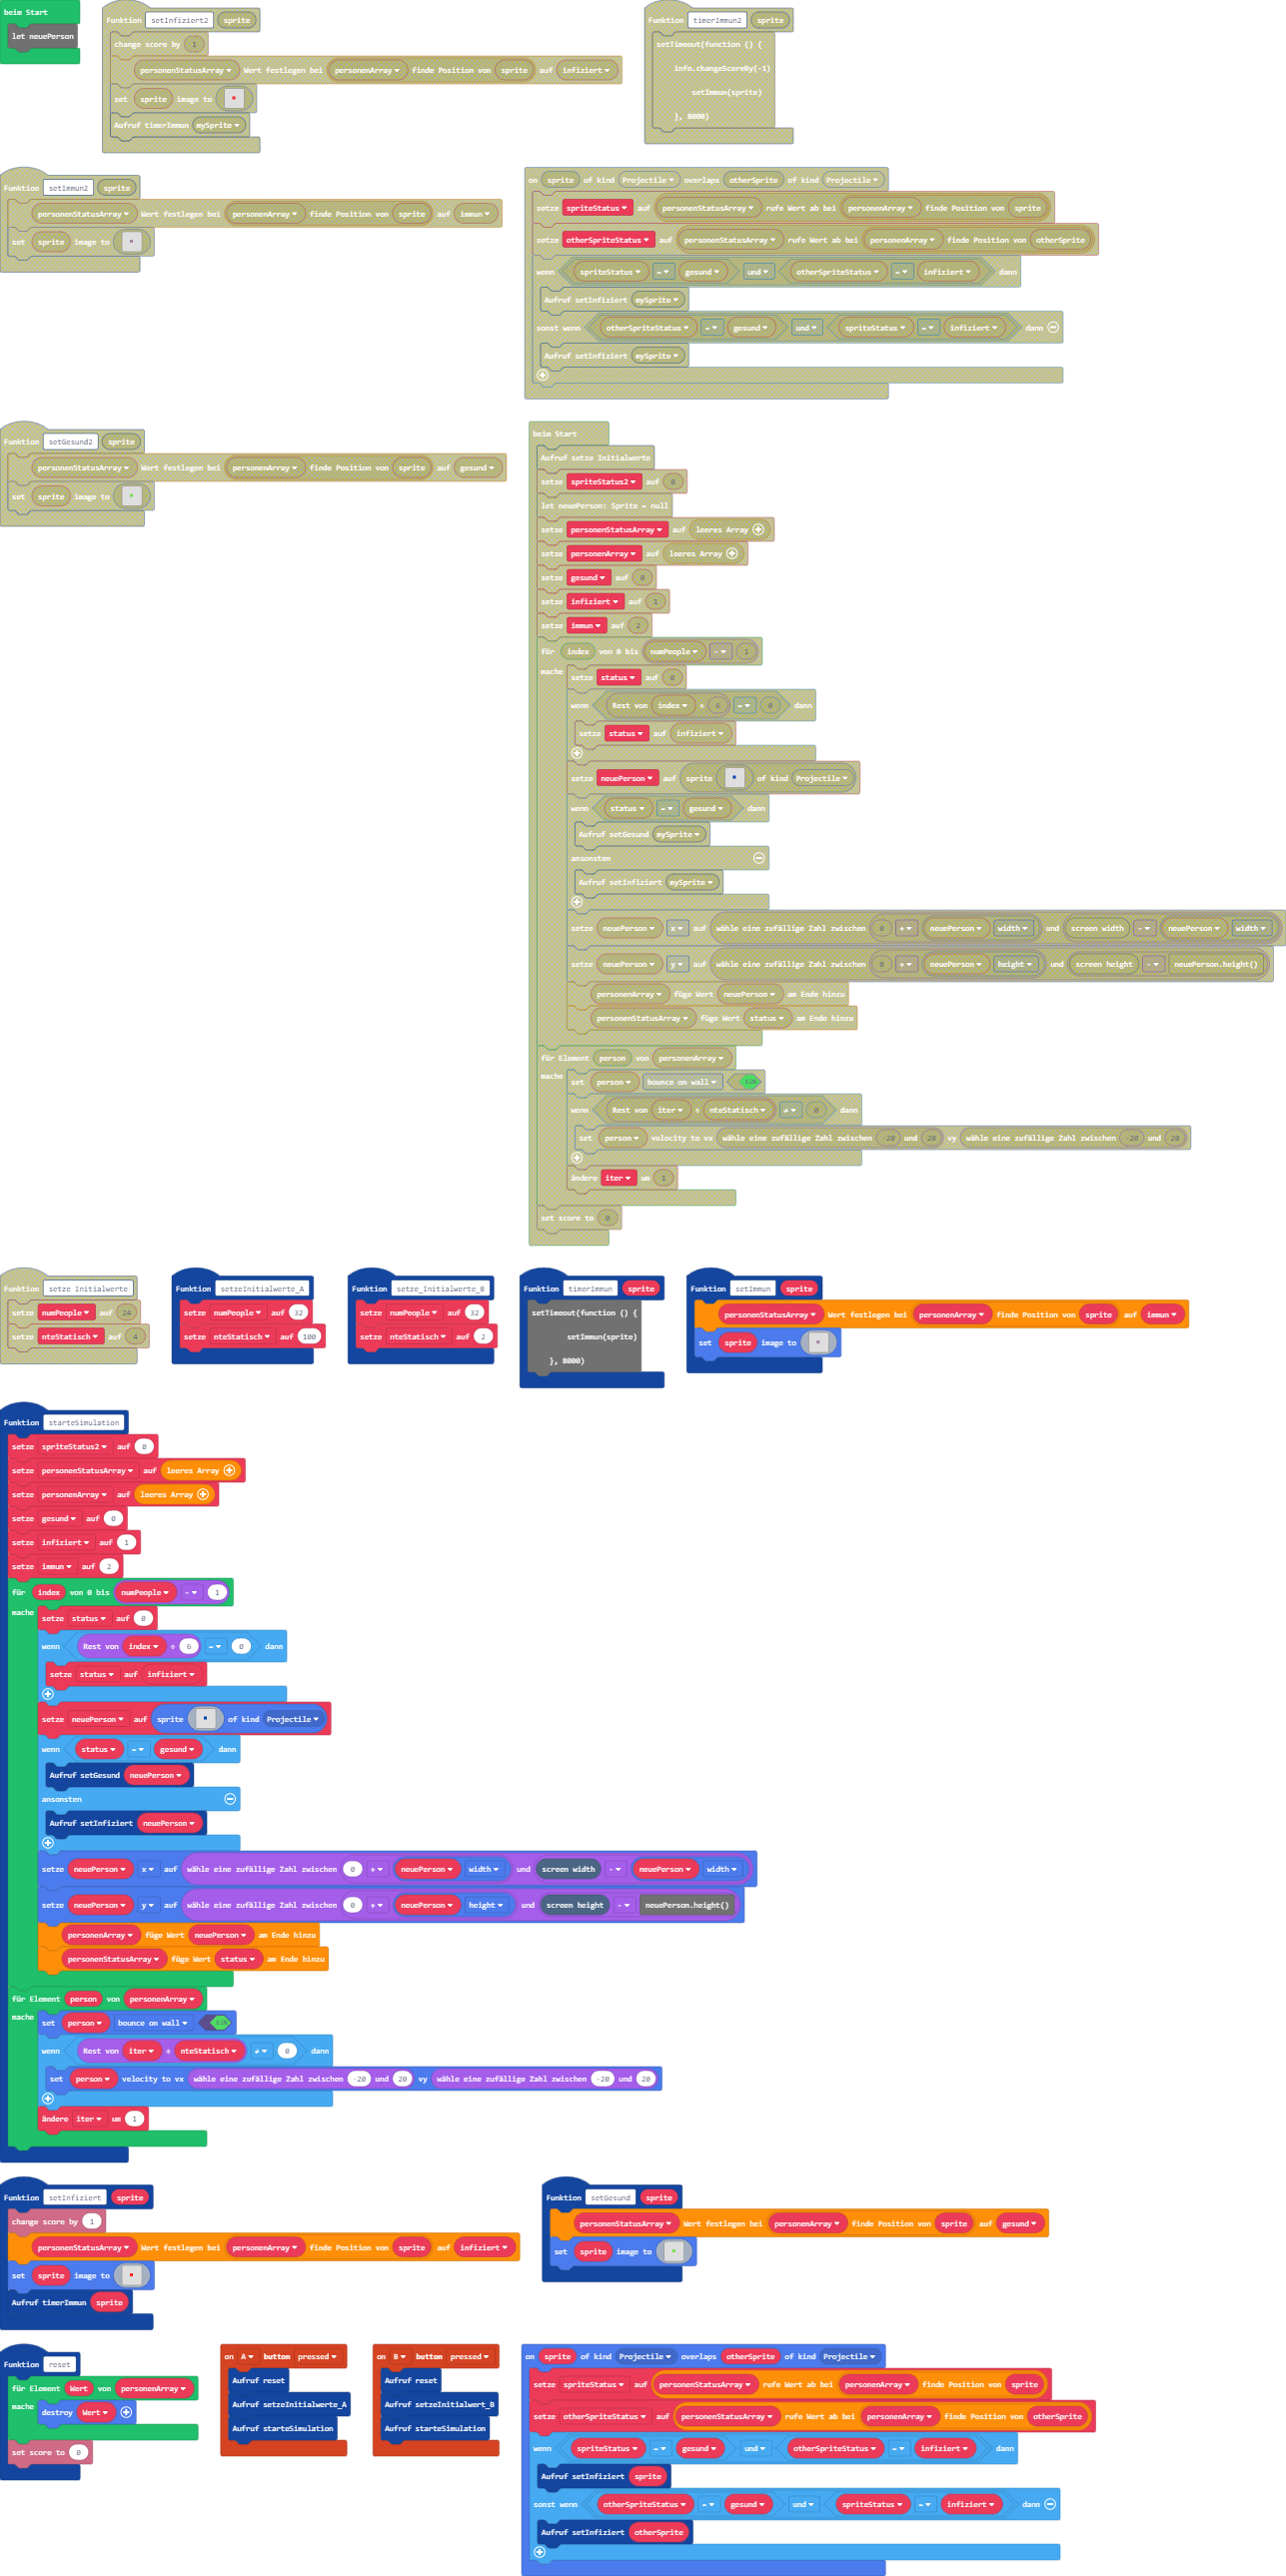 beim Start
let neuePerson
Funktion setInfiziert2 sprite
change score by 1
personenStatusArray Wert festlegen bei personenArray finde Position von sprite auf infiziert
set sprite image to
Aufruf timerImmun mySprite
Funktion timerImmun2 sprite
setTimeout(function () {
info.changeScoreBy(-1)
setImmun(sprite)
}, 8000)
Funktion setImmun2 sprite
personenStatusArray Wert festlegen bei personenArray finde Position von sprite auf immun
set sprite image to
on sprite of kind Projectile overlaps otherSprite of kind Projectile
setze spriteStatus auf personenStatusArray rufe Wert ab bei personenArray finde Position von sprite
setze otherSpriteStatus auf personenStatusArray rufe Wert ab bei personenArray finde Position von otherSprite
wenn spriteStatus = gesund und otherSpriteStatus = infiziert dann
Aufruf setInfiziert mySprite
sonst wenn otherSpriteStatus = gesund und spriteStatus = infiziert dann
Aufruf setInfiziert mySprite
Funktion setGesund2 sprite
personenStatusArray Wert festlegen bei personenArray finde Position von sprite auf gesund
set sprite image to
beim Start
Aufruf setze Initialwerte
setze spriteStatus2 auf 0
let neuePerson: Sprite = null
setze personenStatusArray auf leeres Array
setze personenArray auf leeres Array
setze gesund auf 0
setze infiziert auf 1
setze immun auf 2
für index von 0 bis numPeople - 1
mache setze status auf 0
wenn Rest von index ÷ 6 = 0 dann
setze status auf infiziert
setze neuePerson auf sprite of kind Projectile
wenn status = gesund dann
Aufruf setGesund mySprite
ansonsten
Aufruf setInfiziert mySprite
setze neuePerson x auf wähle eine zufällige Zahl zwischen 0 + neuePerson width und screen width - neuePerson width
setze neuePerson y auf wähle eine zufällige Zahl zwischen 0 + neuePerson height und screen height - neuePerson.height()
personenArray füge Wert neuePerson am Ende hinzu
personenStatusArray füge Wert status am Ende hinzu
für Element person von personenArray
mache set person bounce on wall
wenn Rest von iter ÷ nteStatisch ≠ 0 dann
set person velocity to vx wähle eine zufällige Zahl zwischen -20 und 20 vy wähle eine zufällige Zahl zwischen -20 und 20
ändere iter um 1
set score to 0
Funktion setze Initialwerte
setze numPeople auf 24
setze nteStatisch auf 4
Funktion setzeInitialwerte_A
setze numPeople auf 32
setze nteStatisch auf 100
Funktion setze_Initialwerte_B
setze numPeople auf 32
setze nteStatisch auf 2
Funktion timerImmun sprite
setTimeout(function () {
setImmun(sprite)
}, 8000)
Funktion setImmun sprite
personenStatusArray Wert festlegen bei personenArray finde Position von sprite auf immun
set sprite image to
Funktion starteSimulation
setze spriteStatus2 auf 0
setze personenStatusArray auf leeres Array
setze personenArray auf leeres Array
setze gesund auf 0
setze infiziert auf 1
setze immun auf 2
für index von 0 bis numPeople - 1
mache setze status auf 0
wenn Rest von index ÷ 6 = 0 dann
setze status auf infiziert
setze neuePerson auf sprite of kind Projectile
wenn status = gesund dann
Aufruf setGesund neuePerson
ansonsten
Aufruf setInfiziert neuePerson
setze neuePerson x auf wähle eine zufällige Zahl zwischen 0 + neuePerson width und screen width - neuePerson width
setze neuePerson y auf wähle eine zufällige Zahl zwischen 0 + neuePerson height und screen height - neuePerson.height()
personenArray füge Wert neuePerson am Ende hinzu
personenStatusArray füge Wert status am Ende hinzu
für Element person von personenArray
mache set person bounce on wall
wenn Rest von iter ÷ nteStatisch ≠ 0 dann
set person velocity to vx wähle eine zufällige Zahl zwischen -20 und 20 vy wähle eine zufällige Zahl zwischen -20 und 20
ändere iter um 1
Funktion setInfiziert sprite
change score by 1
personenStatusArray Wert festlegen bei personenArray finde Position von sprite auf infiziert
set sprite image to
Aufruf timerImmun sprite
Funktion setGesund sprite
personenStatusArray Wert festlegen bei personenArray finde Position von sprite auf gesund
set sprite image to
Funktion reset
für Element Wert von personenArray
mache destroy Wert
set score to 0
on A button pressed
Aufruf reset
Aufruf setzeInitialwerte_A
Aufruf starteSimulation
on B button pressed
Aufruf reset
Aufruf setzeInitialwert_B
Aufruf starteSimulation
on sprite of kind Projectile overlaps otherSprite of kind Projectile
setze spriteStatus auf personenStatusArray rufe Wert ab bei personenArray finde Position von sprite
setze otherSpriteStatus auf personenStatusArray rufe Wert ab bei personenArray finde Position von otherSprite
wenn spriteStatus = gesund und otherSpriteStatus = infiziert dann
Aufruf setInfiziert sprite
sonst wenn otherSpriteStatus = gesund und spriteStatus = infiziert dann
Aufruf setInfiziert otherSprite